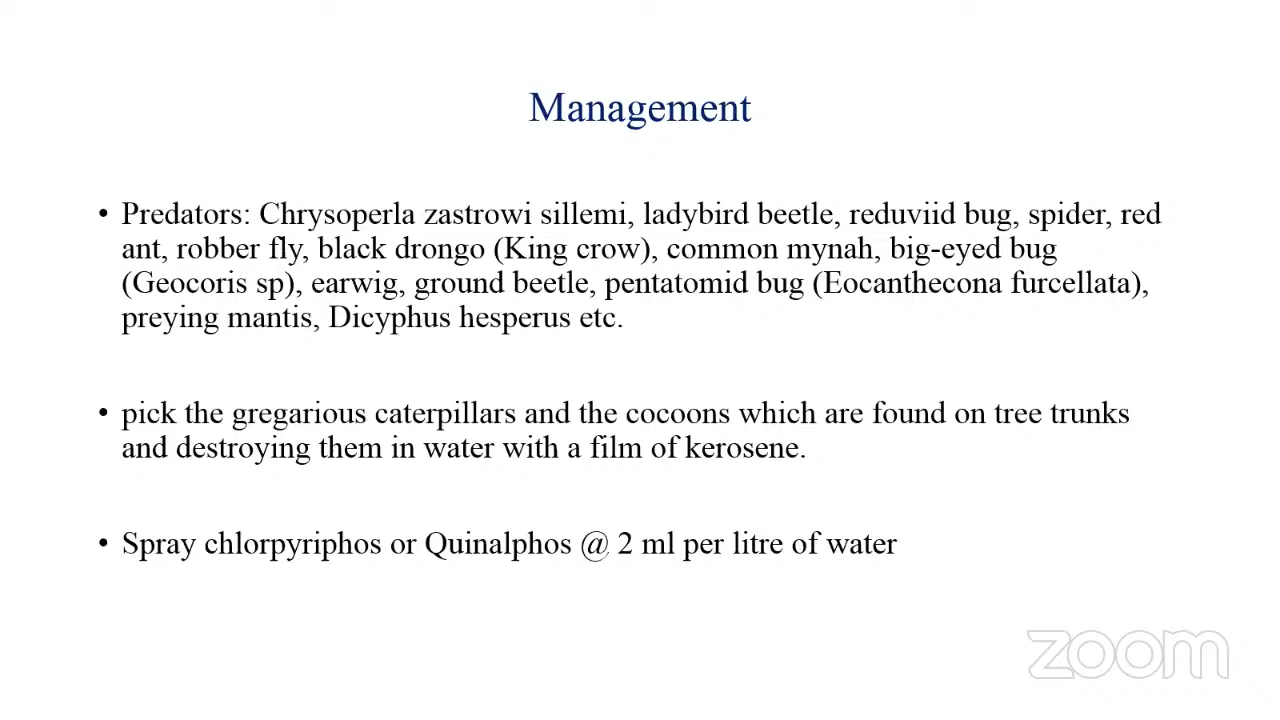 Management
• Predators: Chrysoperla zastrowi sillemi, ladybird beetle, reduviid bug, spider, red
ant, robber fly, black drongo (King crow), common mynah, big-eyed bug
(Geocoris sp), earwig, ground beetle, pentatomid bug (Eocanthecona furcellata),
preying mantis, Dicyphus hesperus etc.
• pick the gregarious caterpillars and the cocoons which are found on tree trunks
and destroying them in water with a film of kerosene.
• Spray chlorpyriphos or Quinalphos @ 2 ml per litre of water
zoom